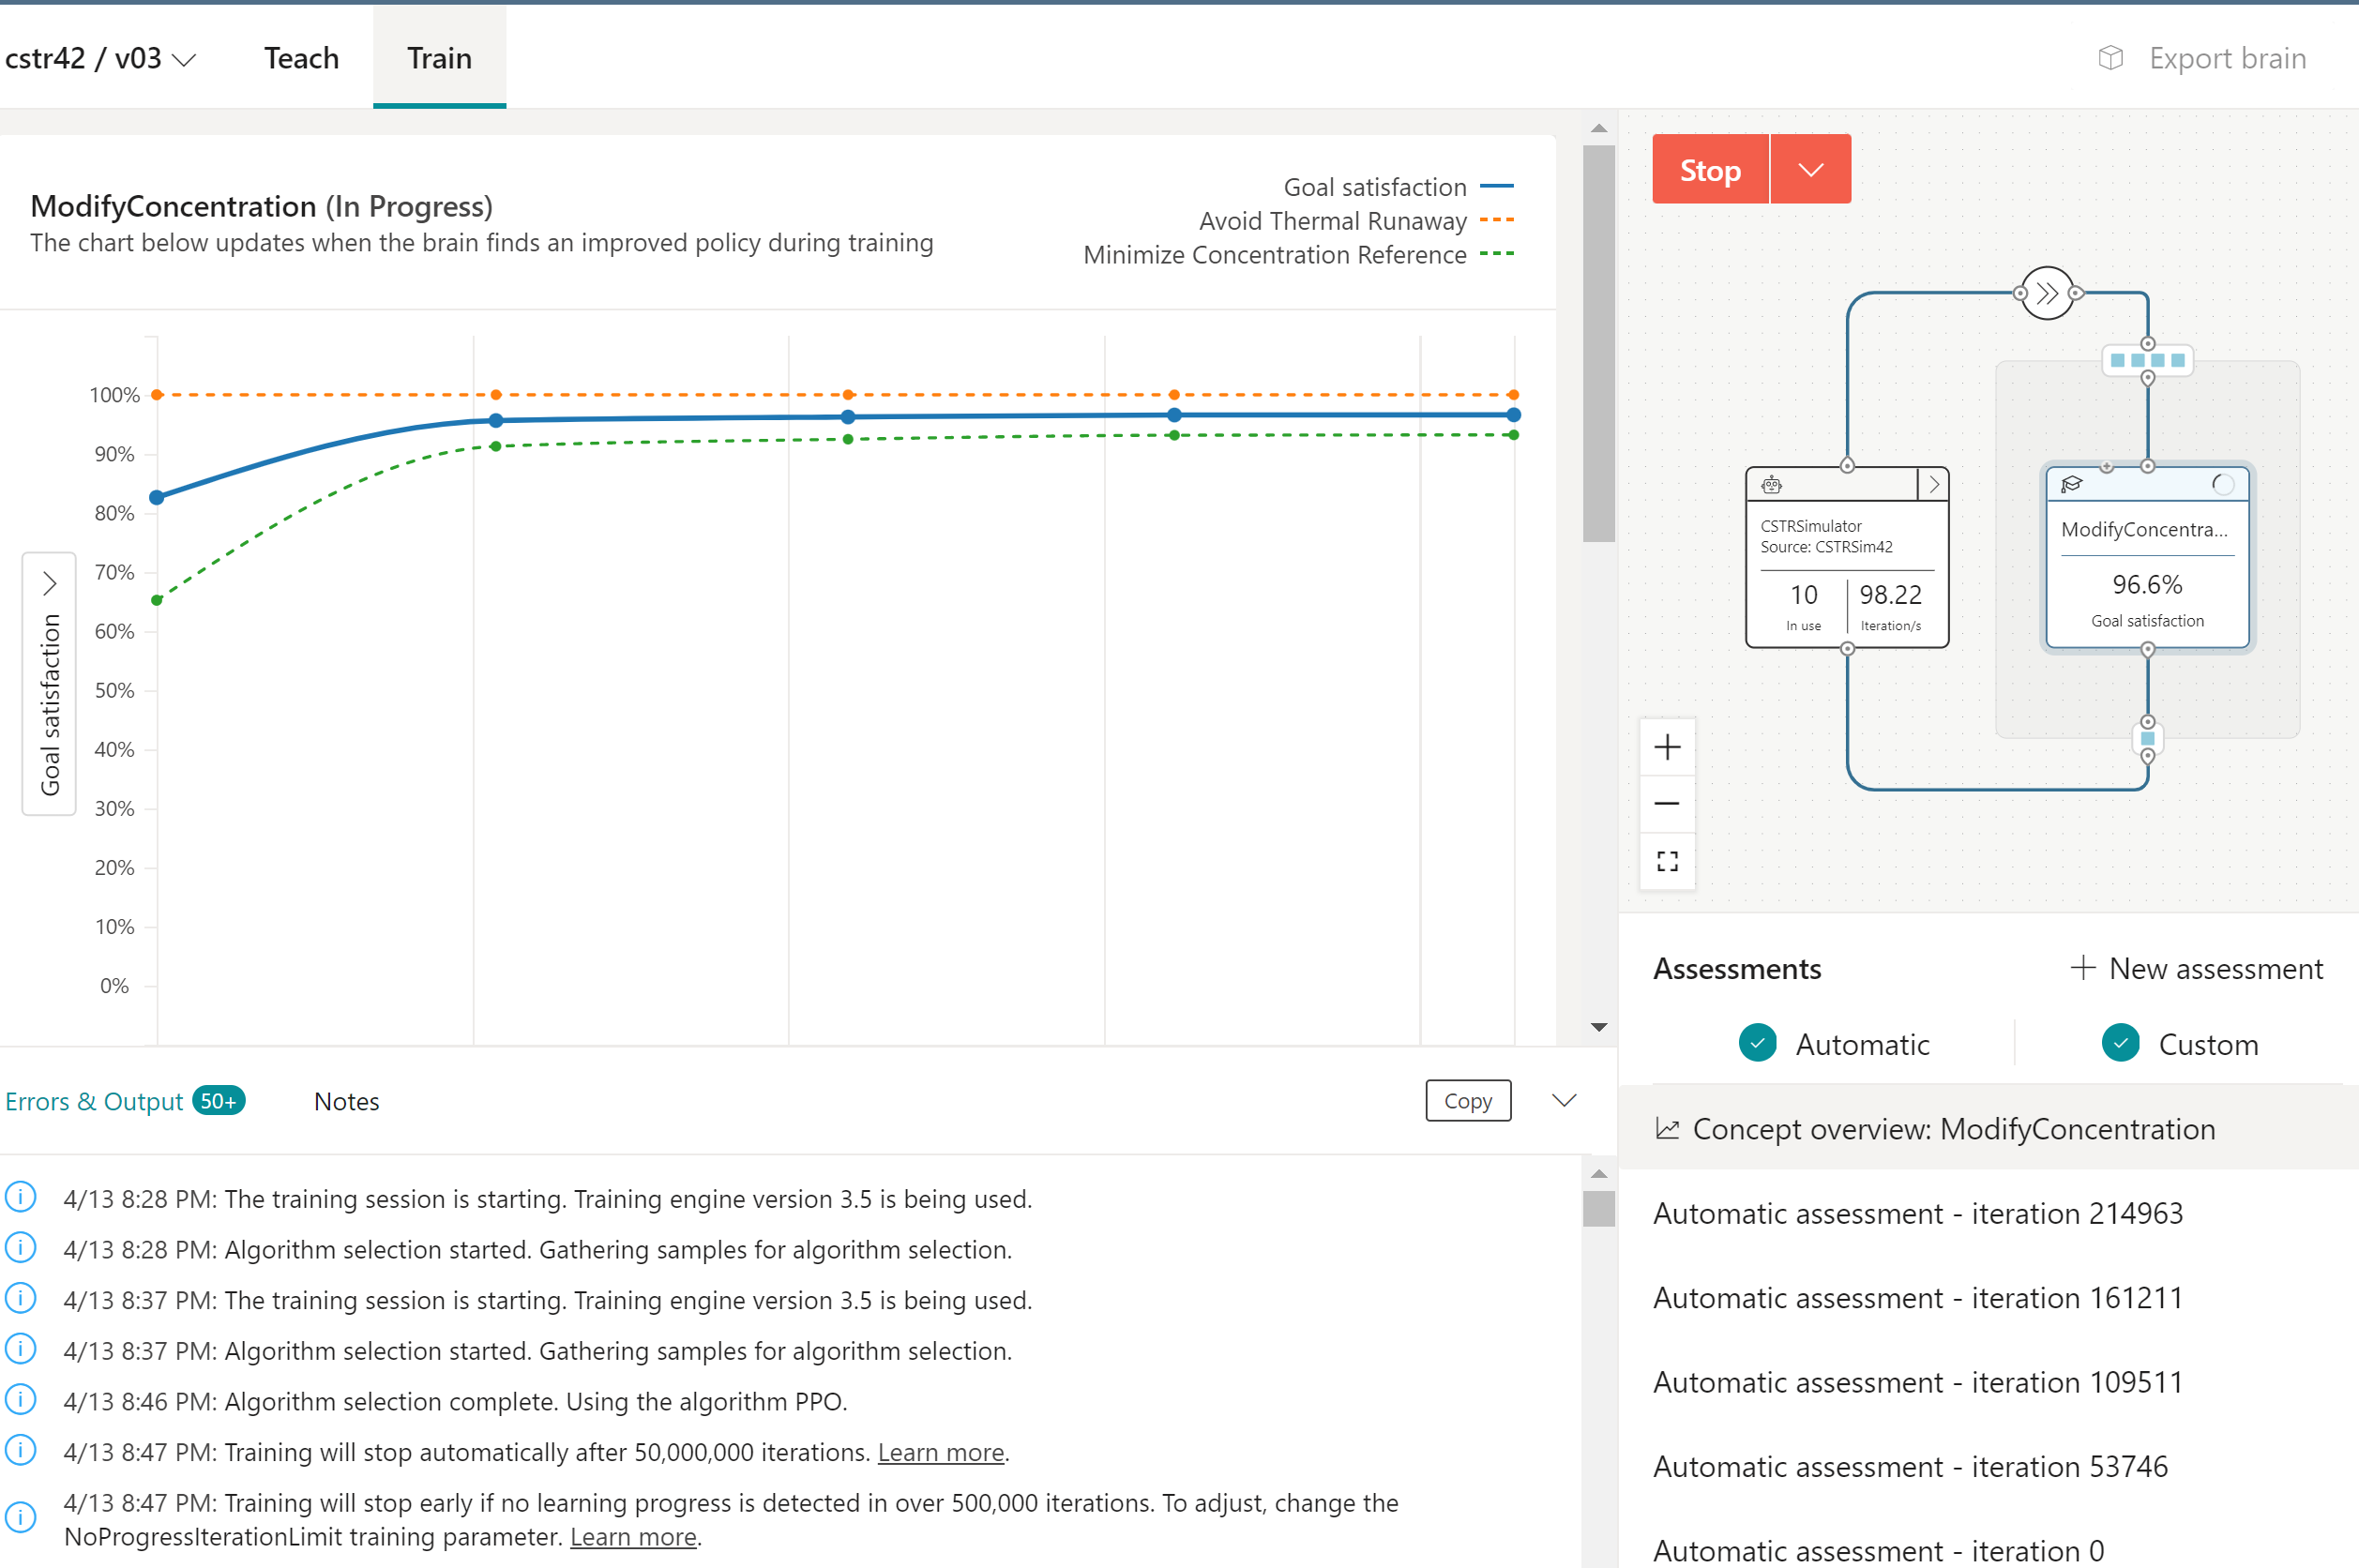 cstr42 / v03
Teach
Train
Export brain
ModifyConcentration (In Progress)
The chart below updates when the brain finds an improved policy during training
Goal satisfaction
Avoid Thermal Runaway
Minimize Concentration Reference
Goal satisfaction
100%
90%
80%
70%
60%
50%
40%
30%
20%
10%
0%
Errors & Output 50+
Notes
Copy
4/13 8:28 PM: The training session is starting. Training engine version 3.5 is being used.
4/13 8:28 PM: Algorithm selection started. Gathering samples for algorithm selection.
4/13 8:37 PM: The training session is starting. Training engine version 3.5 is being used.
4/13 8:37 PM: Algorithm selection started. Gathering samples for algorithm selection.
4/13 8:46 PM: Algorithm selection complete. Using the algorithm PPO.
4/13 8:47 PM: Training will stop automatically after 50,000,000 iterations. Learn more.
4/13 8:47 PM: Training will stop early if no learning progress is detected in over 500,000 iterations. To adjust, change the
NoProgressIterationLimit training parameter. Learn more.
Stop
CSTRSimulator
Source: CSTRSim42
10
In use
98.22
Iteration/s
ModifyConcentra...
96.6%
Goal satisfaction
Assessments
New assessment
Automatic
Custom
Concept overview: ModifyConcentration
Automatic assessment - iteration 214963
Automatic assessment - iteration 161211
Automatic assessment - iteration 109511
Automatic assessment - iteration 53746
Automatic assessment - iteration 0